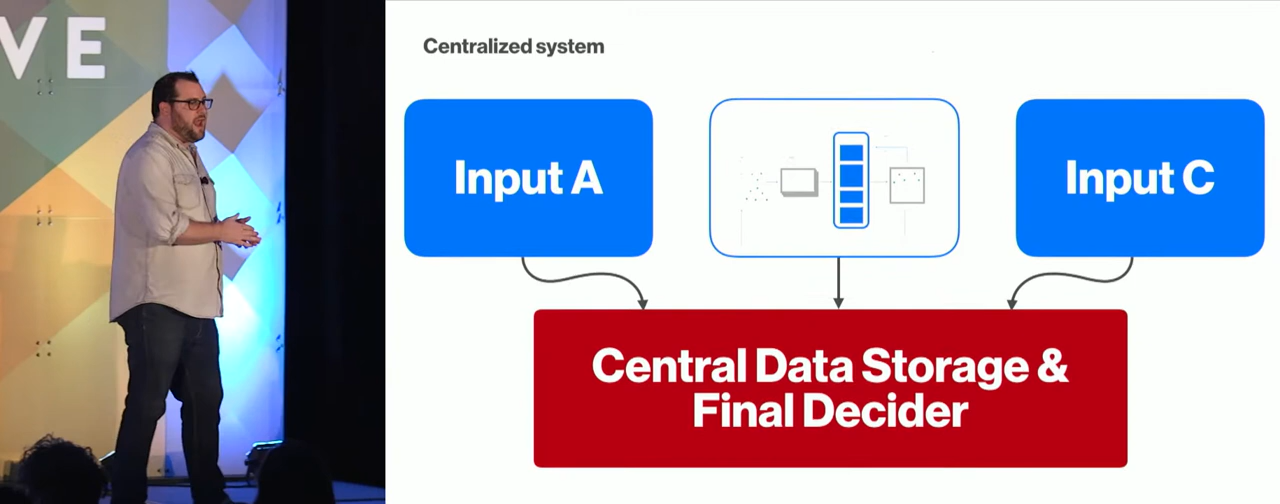 VE
Centralized system
Input A
Input C
Central Data Storage &
Final Decider